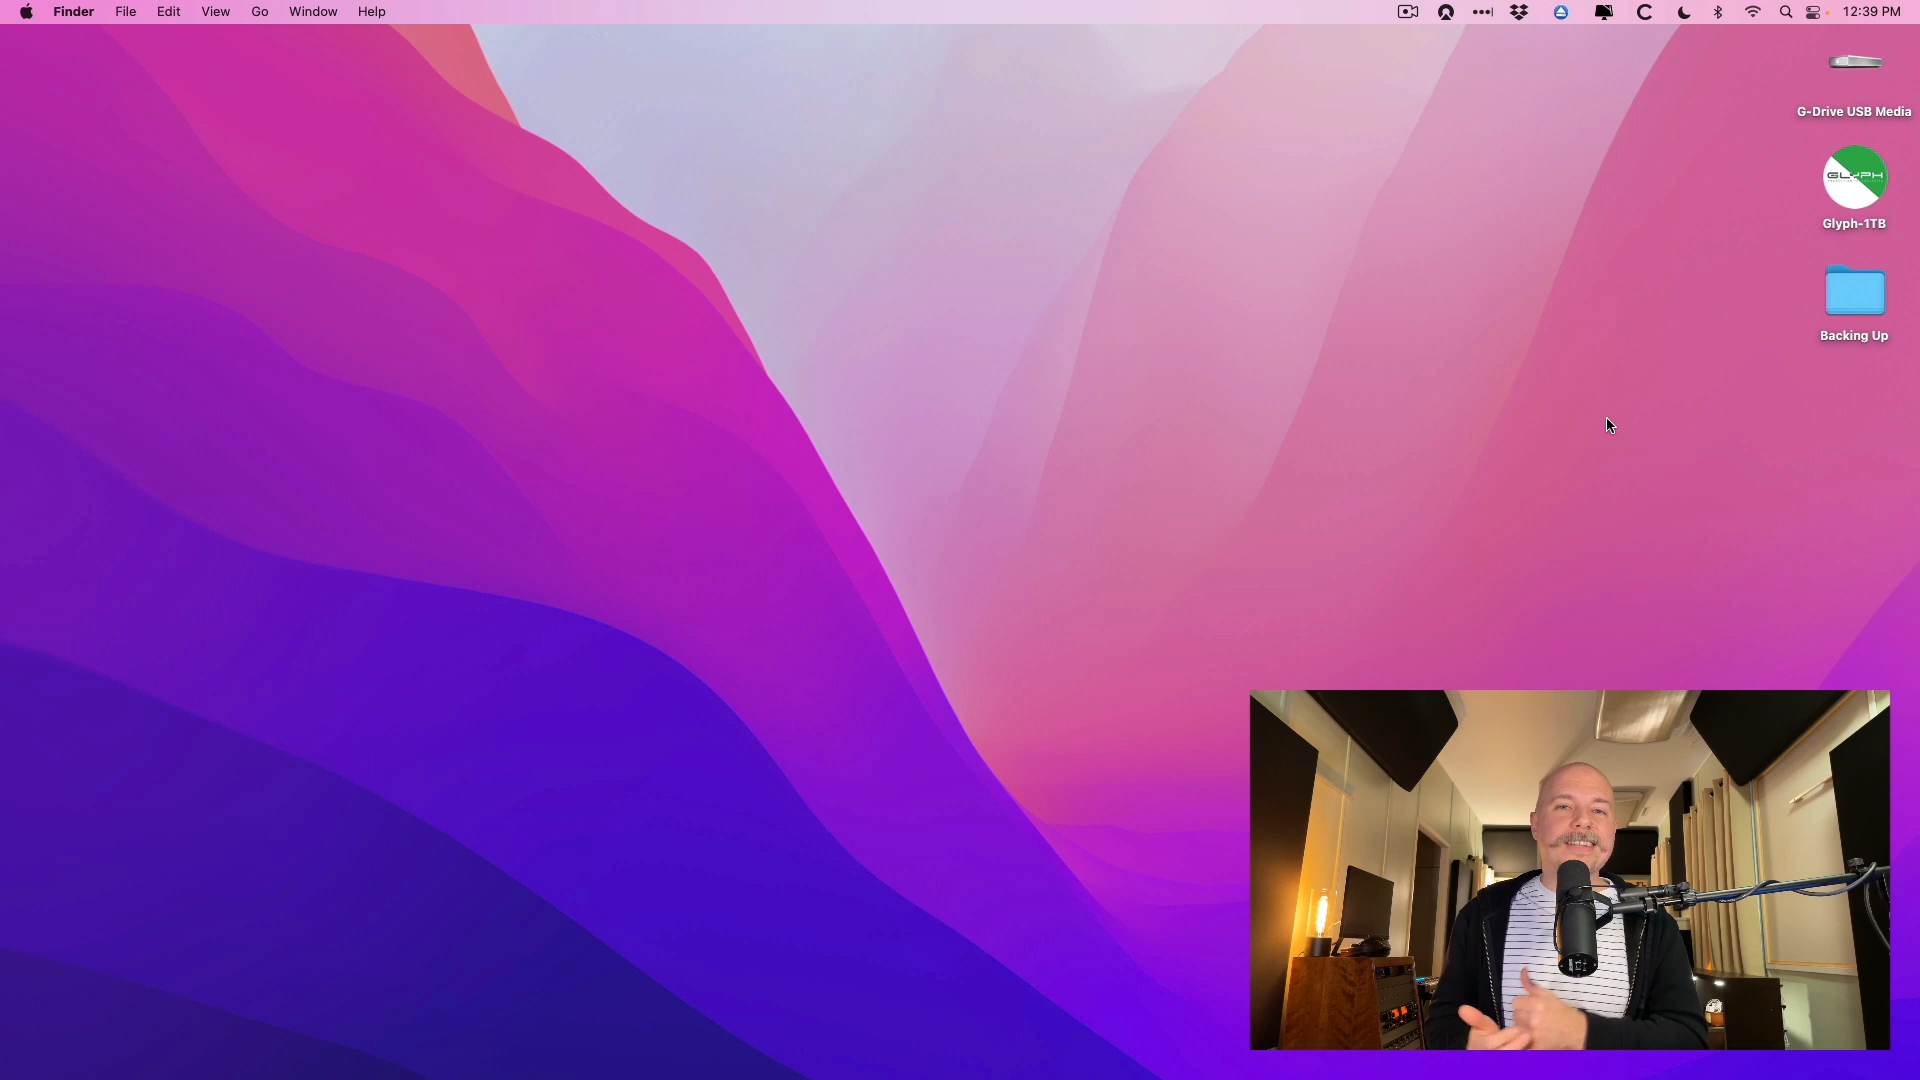 Finder File Edit View Go Window Help 12:39 PM
G-Drive USB Media
GLYPH
Glyph-1TB
Backing Up